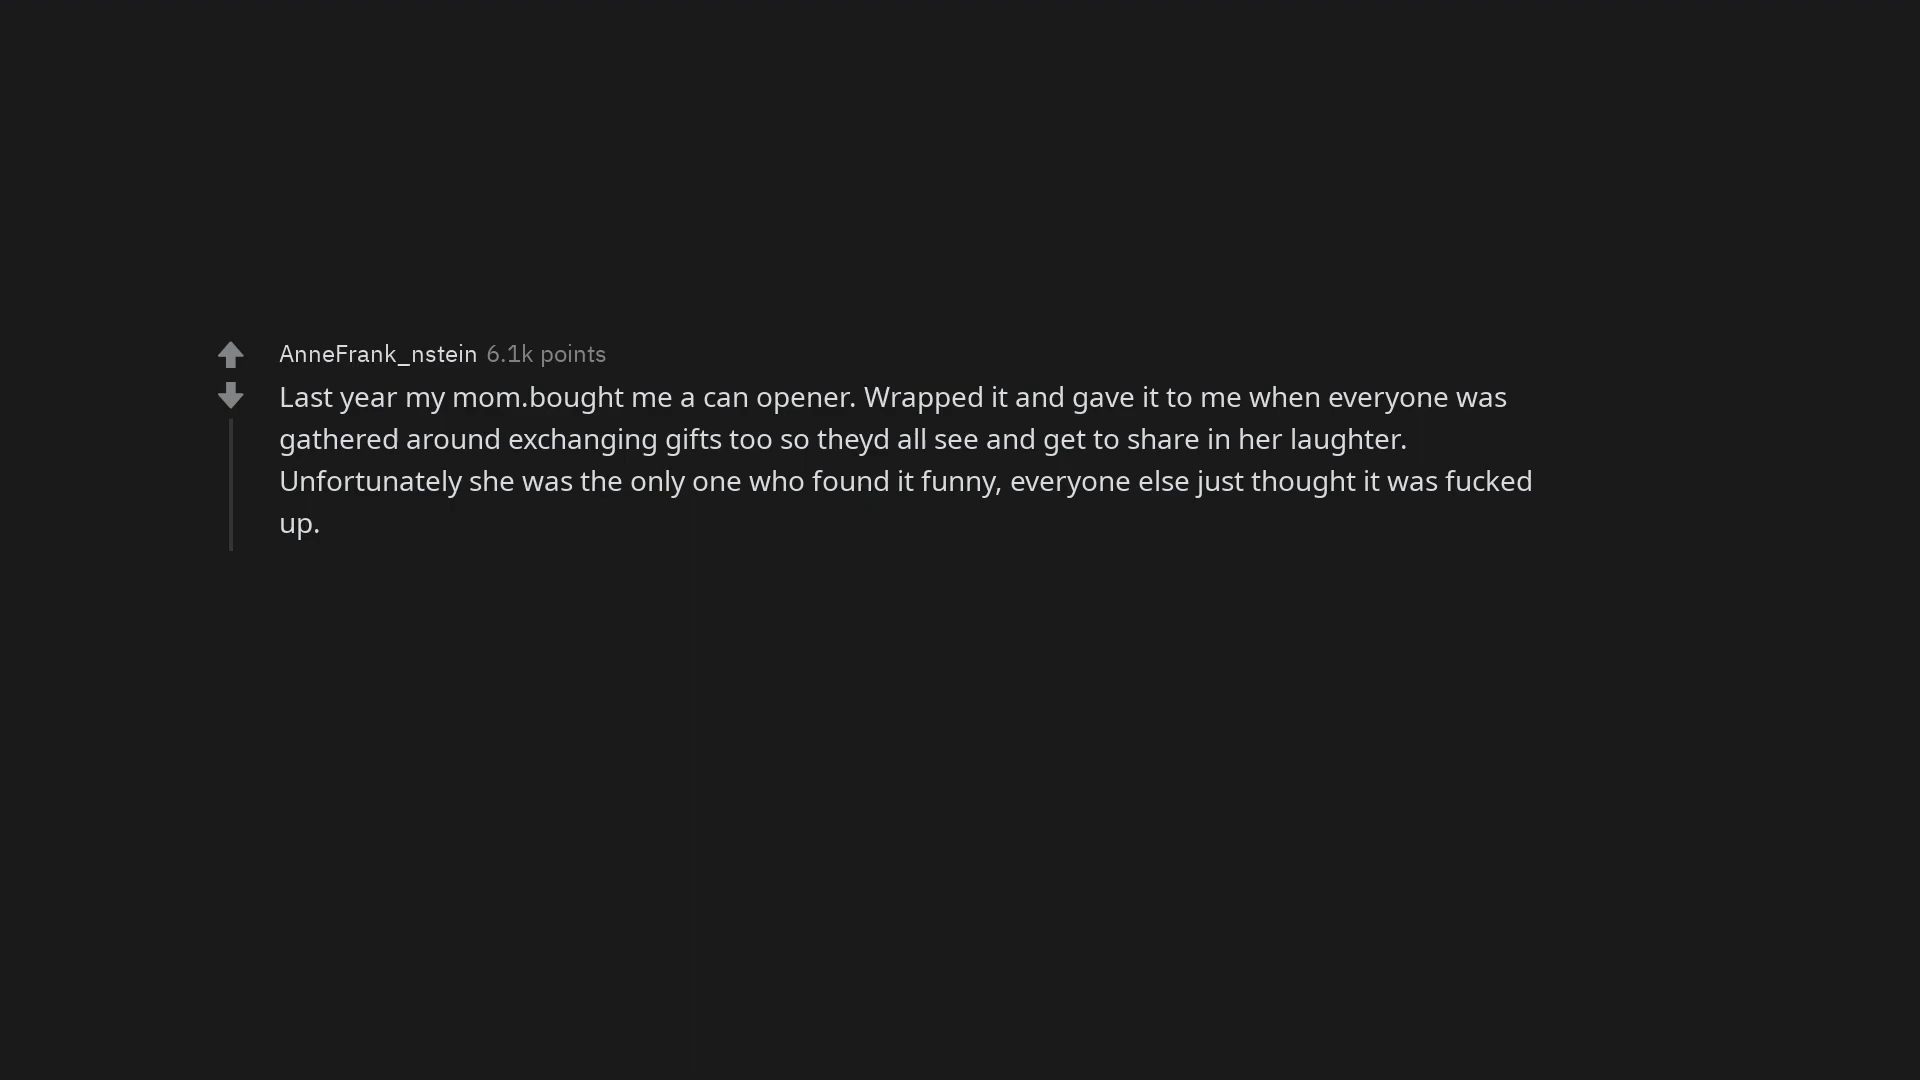 AnneFrank_nstein 6.1k points
Last year my mom.bought me a can opener. Wrapped it and gave it to me when everyone was
gathered around exchanging gifts too so theyd all see and get to share in her laughter.
Unfortunately she was the only one who found it funny, everyone else just thought it was fucked
up.